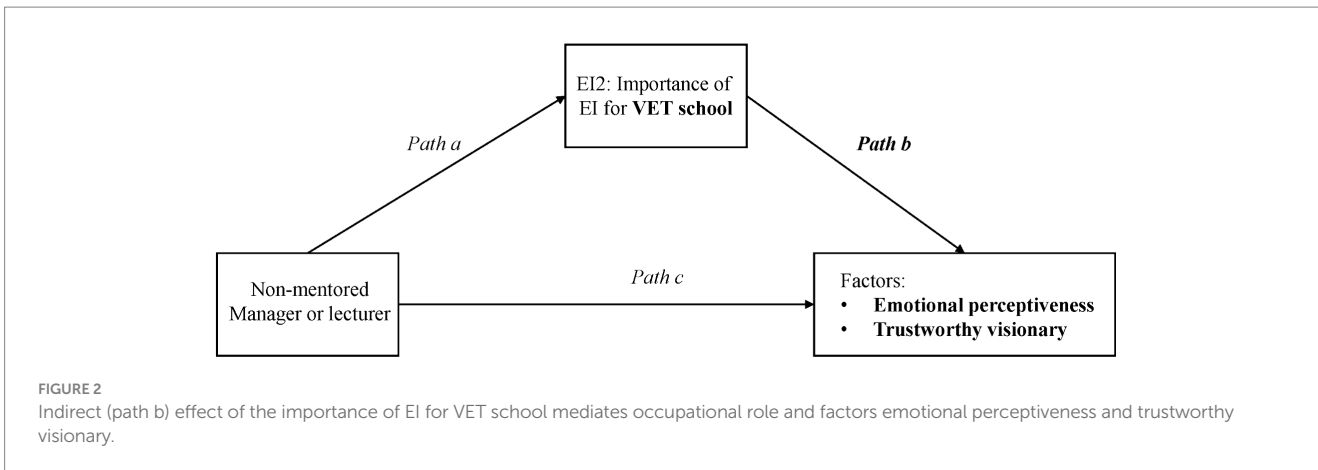 EI2: Importance of
EI for VET school
Path a
Path b
Non-mentored
Manager or lecturer
Path c
Factors:
• Emotional perceptiveness
• Trustworthy visionary
FIGURE 2
Indirect (path b) effect of the importance of EI for VET school mediates occupational role and factors emotional perceptiveness and trustworthy
visionary.